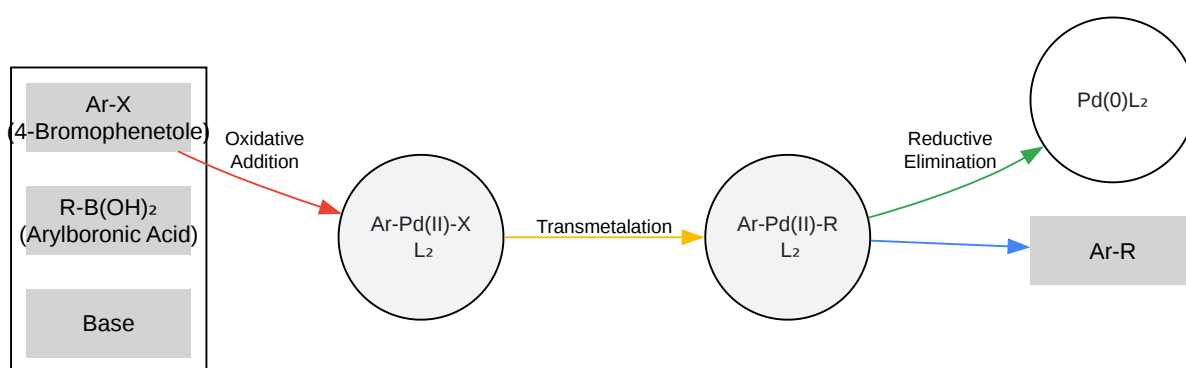 Ar-X
(4-Bromophenetole)
R-B(OH)₂
(Arylboronic Acid)
Base
Oxidative
Addition
Ar-Pd(II)-X
L₂
Transmetalation
Ar-Pd(II)-R
L₂
Reductive
Elimination
Pd(0)L₂
Ar-R